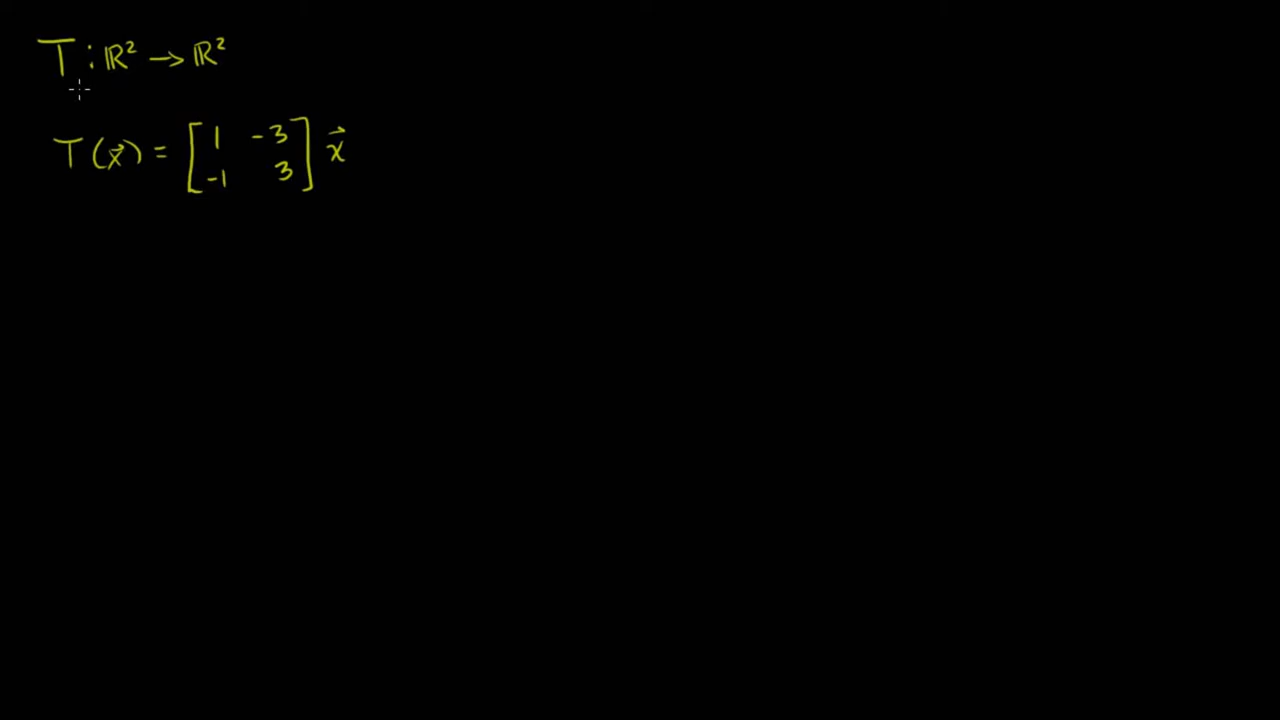 T : ℝ² → ℝ²
T(x⃗) = [1 -3; -1 3] x⃗